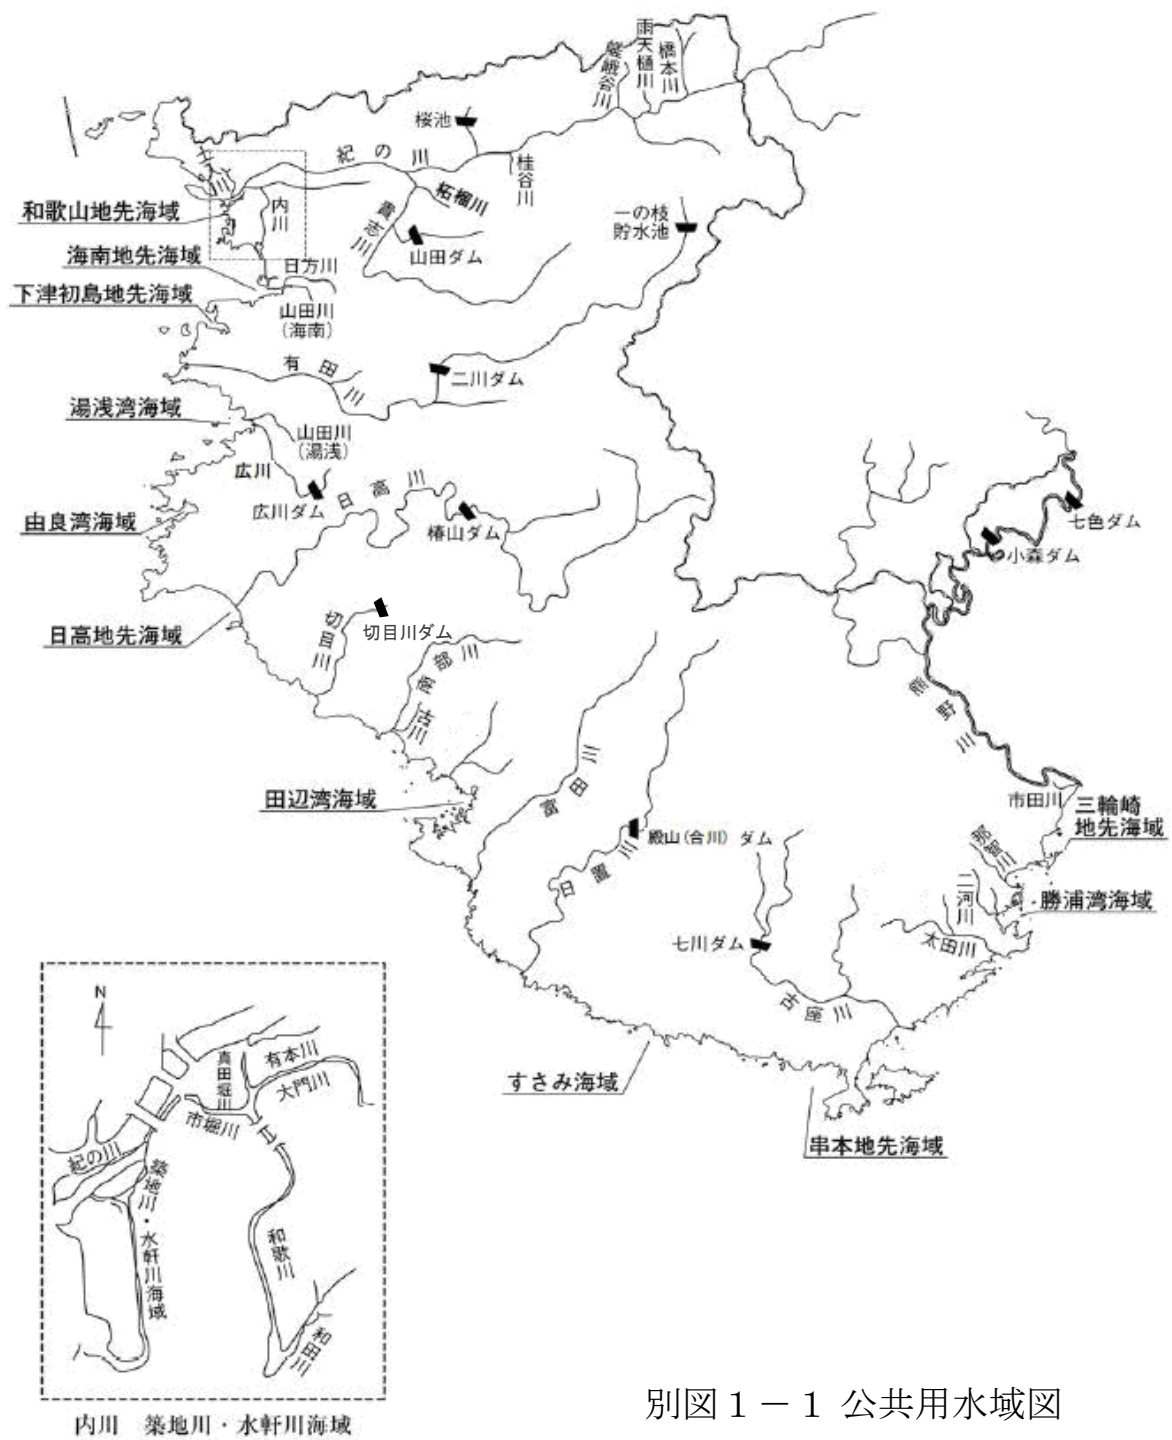 雨天樋川
橋本川
嵯峨谷川
桜池
紀の川
桂谷川
土入川
柘榴川
貴志川
一の枝
貯水池
和歌山地先海域
内川
山田ダム
海南地先海域
日方川
下津初島地先海域
山田川
(海南)
有田川
二川ダム
湯浅湾海域
山田川
(湯浅)
広川
日高川
広川ダム
椿山ダム
由良湾海域
七色ダム
小森ダム
日高地先海域
切目川
切目川ダム
南部川
古川
熊野川
田辺湾海域
富田川
市田川
三輪崎
地先海域
殿山(合川) ダム
日置川
那智川
二河川
勝浦湾海域
太田川
七川ダム
古座川
すさみ海域
串本地先海域
N
真田堀川
有本川
大門川
市堀川
紀の川
築地川・水軒川海域
和歌川
和田川
内川 築地川・水軒川海域
別図1－1 公共用水域図